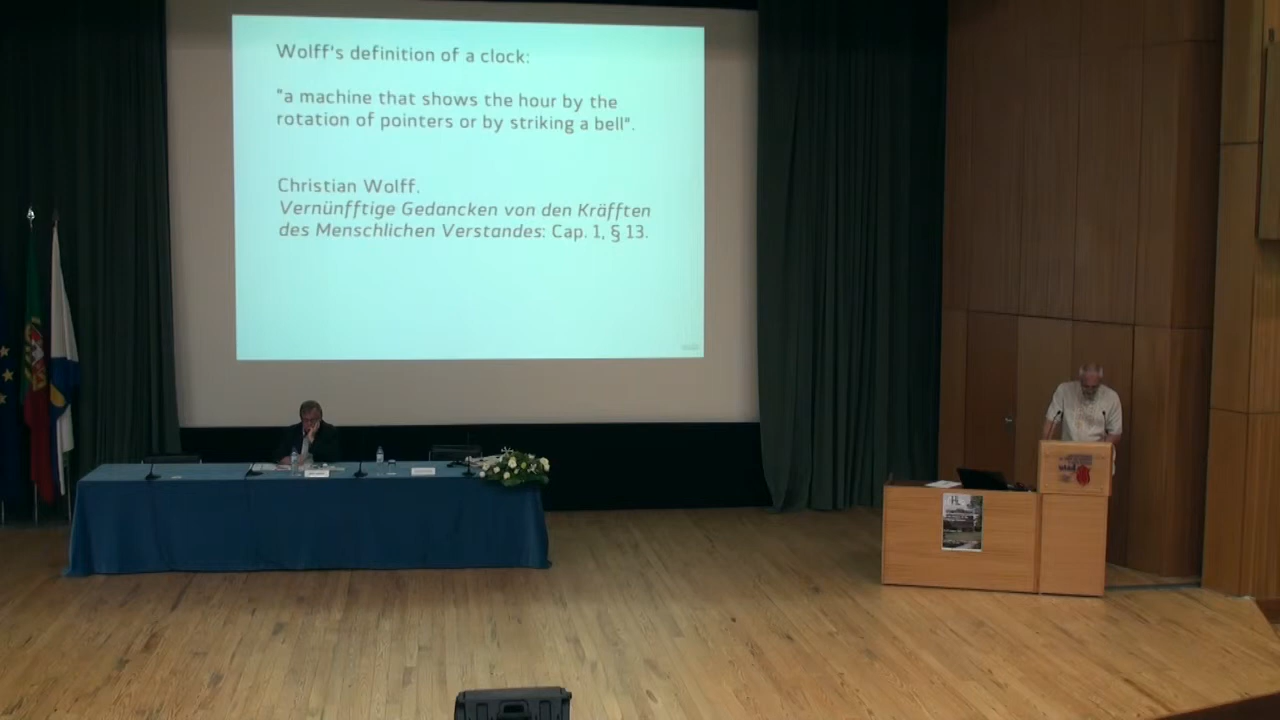 Wolff's definition of a clock:
"a machine that shows the hour by the
rotation of pointers or by striking a bell".
Christian Wolff.
Vernünfftige Gedancken von den Kräfften
des Menschlichen Verstandes: Cap. 1, § 13.